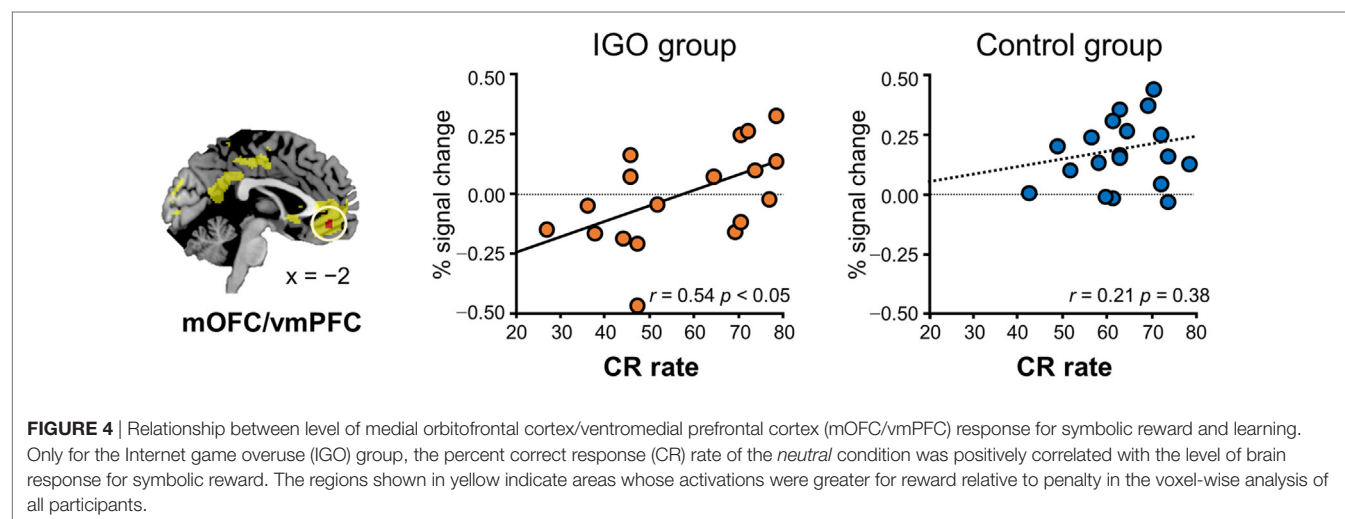 IGO group
Control group
0.50
0.25
0.00
−0.25
−0.50
% signal change
r = 0.54 p < 0.05
20 30 40 50 60 70 80
CR rate
0.50
0.25
0.00
−0.25
−0.50
% signal change
r = 0.21 p = 0.38
20 30 40 50 60 70 80
CR rate
x = −2
mOFC/vmPFC
FIGURE 4 | Relationship between level of medial orbitofrontal cortex/ventromedial prefrontal cortex (mOFC/vmPFC) response for symbolic reward and learning.
Only for the Internet game overuse (IGO) group, the percent correct response (CR) rate of the neutral condition was positively correlated with the level of brain
response for symbolic reward. The regions shown in yellow indicate areas whose activations were greater for reward relative to penalty in the voxel-wise analysis of
all participants.